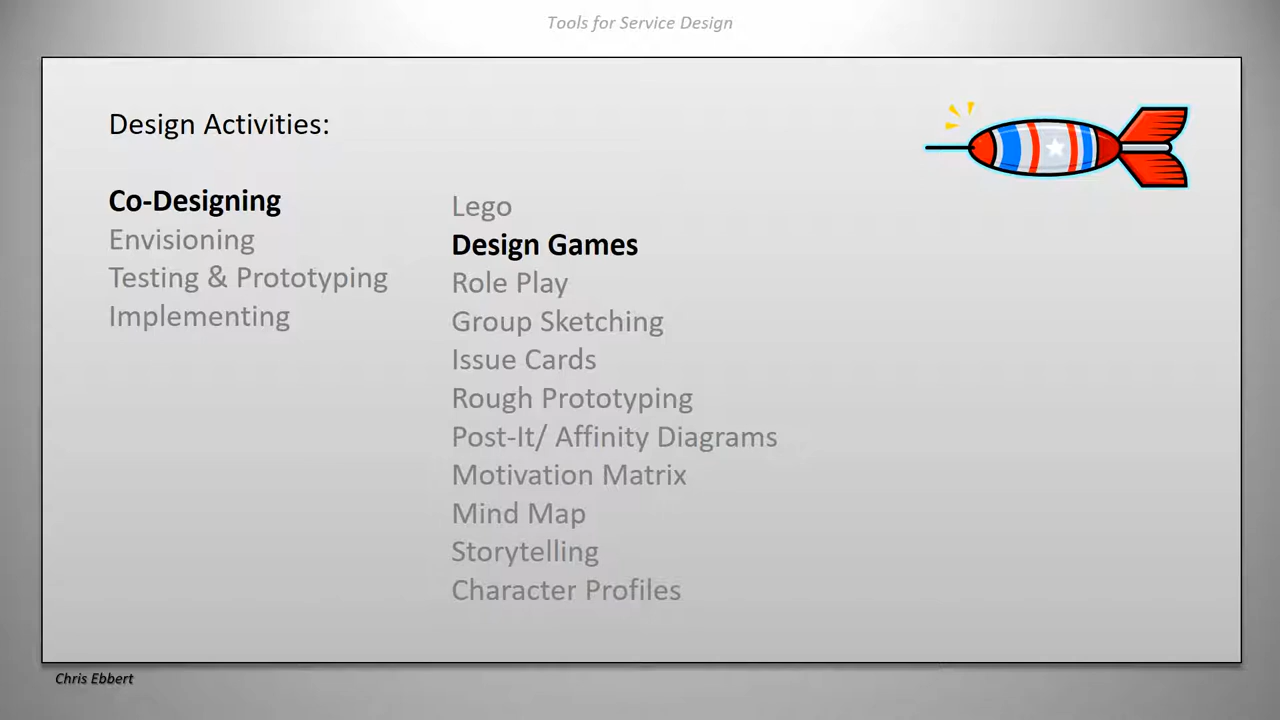 Tools for Service Design
Design Activities:
Co-Designing
Envisioning
Testing & Prototyping
Implementing
Lego
Design Games
Role Play
Group Sketching
Issue Cards
Rough Prototyping
Post-It/ Affinity Diagrams
Motivation Matrix
Mind Map
Storytelling
Character Profiles
Chris Ebbert